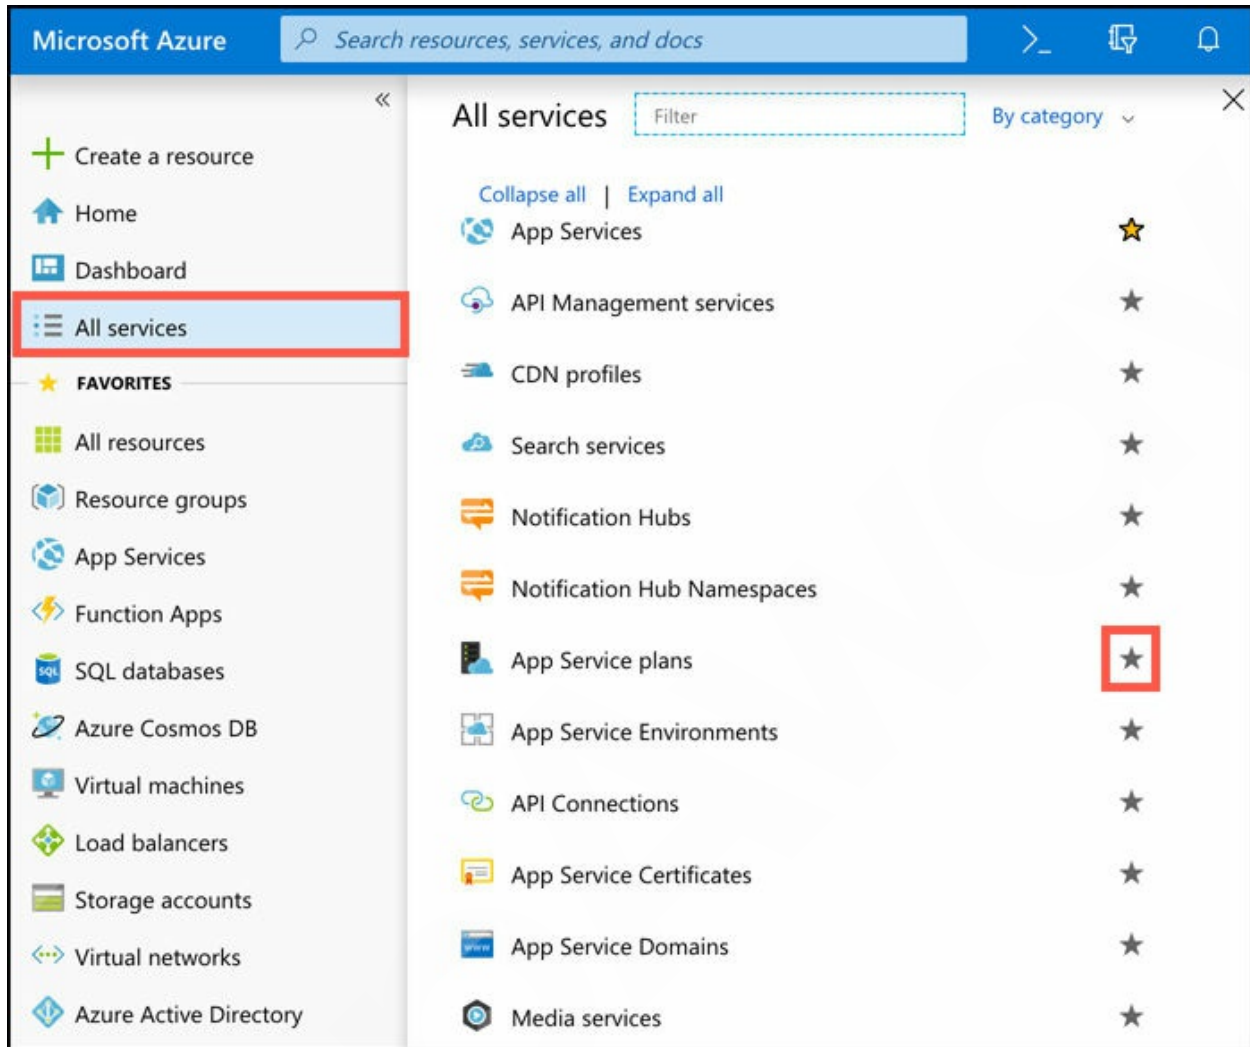 Microsoft Azure
Search resources, services, and docs
Create a resource
Home
Dashboard
All services
FAVORITES
All resources
Resource groups
App Services
Function Apps
SQL
SQL databases
Azure Cosmos DB
Virtual machines
Load balancers
Storage accounts
Virtual networks
Azure Active Directory
All services
Filter
By category
Collapse all | Expand all
App Services
API Management services
CDN profiles
Search services
Notification Hubs
Notification Hub Namespaces
App Service plans
App Service Environments
API Connections
App Service Certificates
www
App Service Domains
Media services